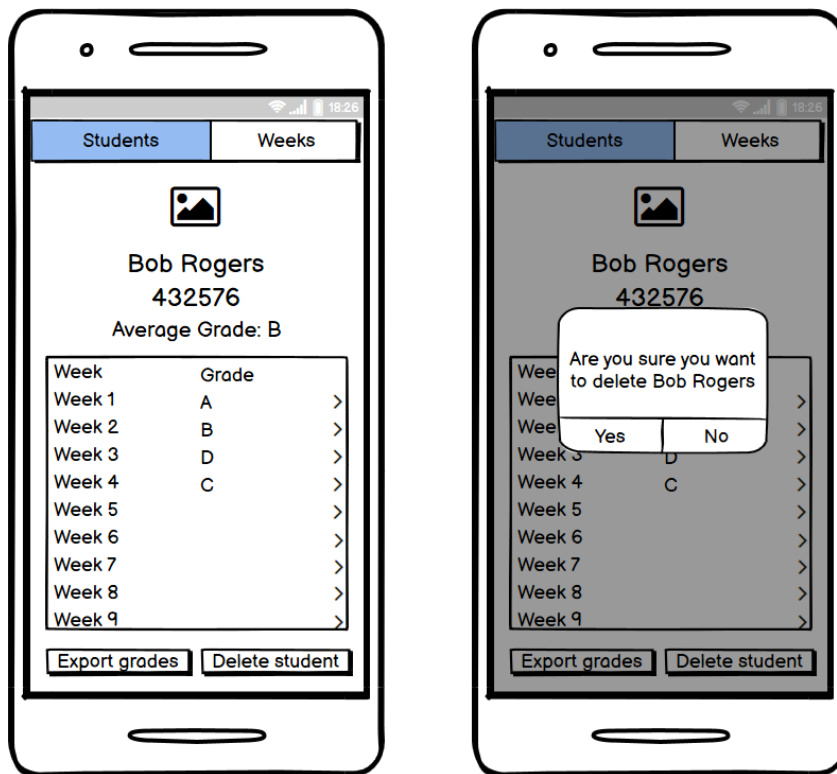 18:26
Students Weeks
Bob Rogers
432576
Average Grade: B
Week Grade
Week 1 A
Week 2 B
Week 3 D
Week 4 C
Week 5
Week 6
Week 7
Week 8
Week 9
Export grades Delete student
18:26
Students Weeks
Bob Rogers
432576
Are you sure you want
to delete Bob Rogers
Yes No
Week 3 D
Week 4 C
Week 5
Week 6
Week 7
Week 8
Week 9
Export grades Delete student